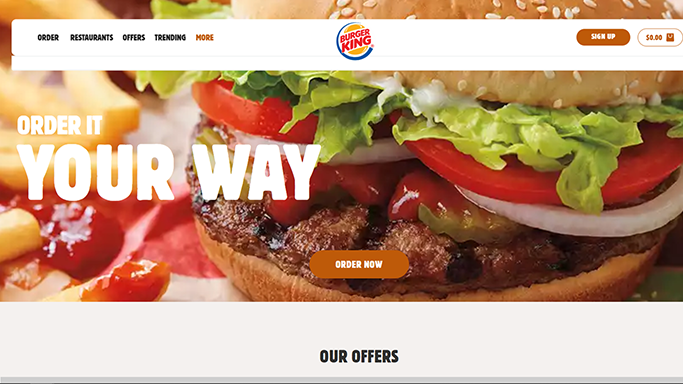 ORDER RESTAURANTS OFFERS TRENDING MORE
BURGER
KING
SIGN UP
$0.00
ORDER IT
YOUR WAY
ORDER NOW
OUR OFFERS